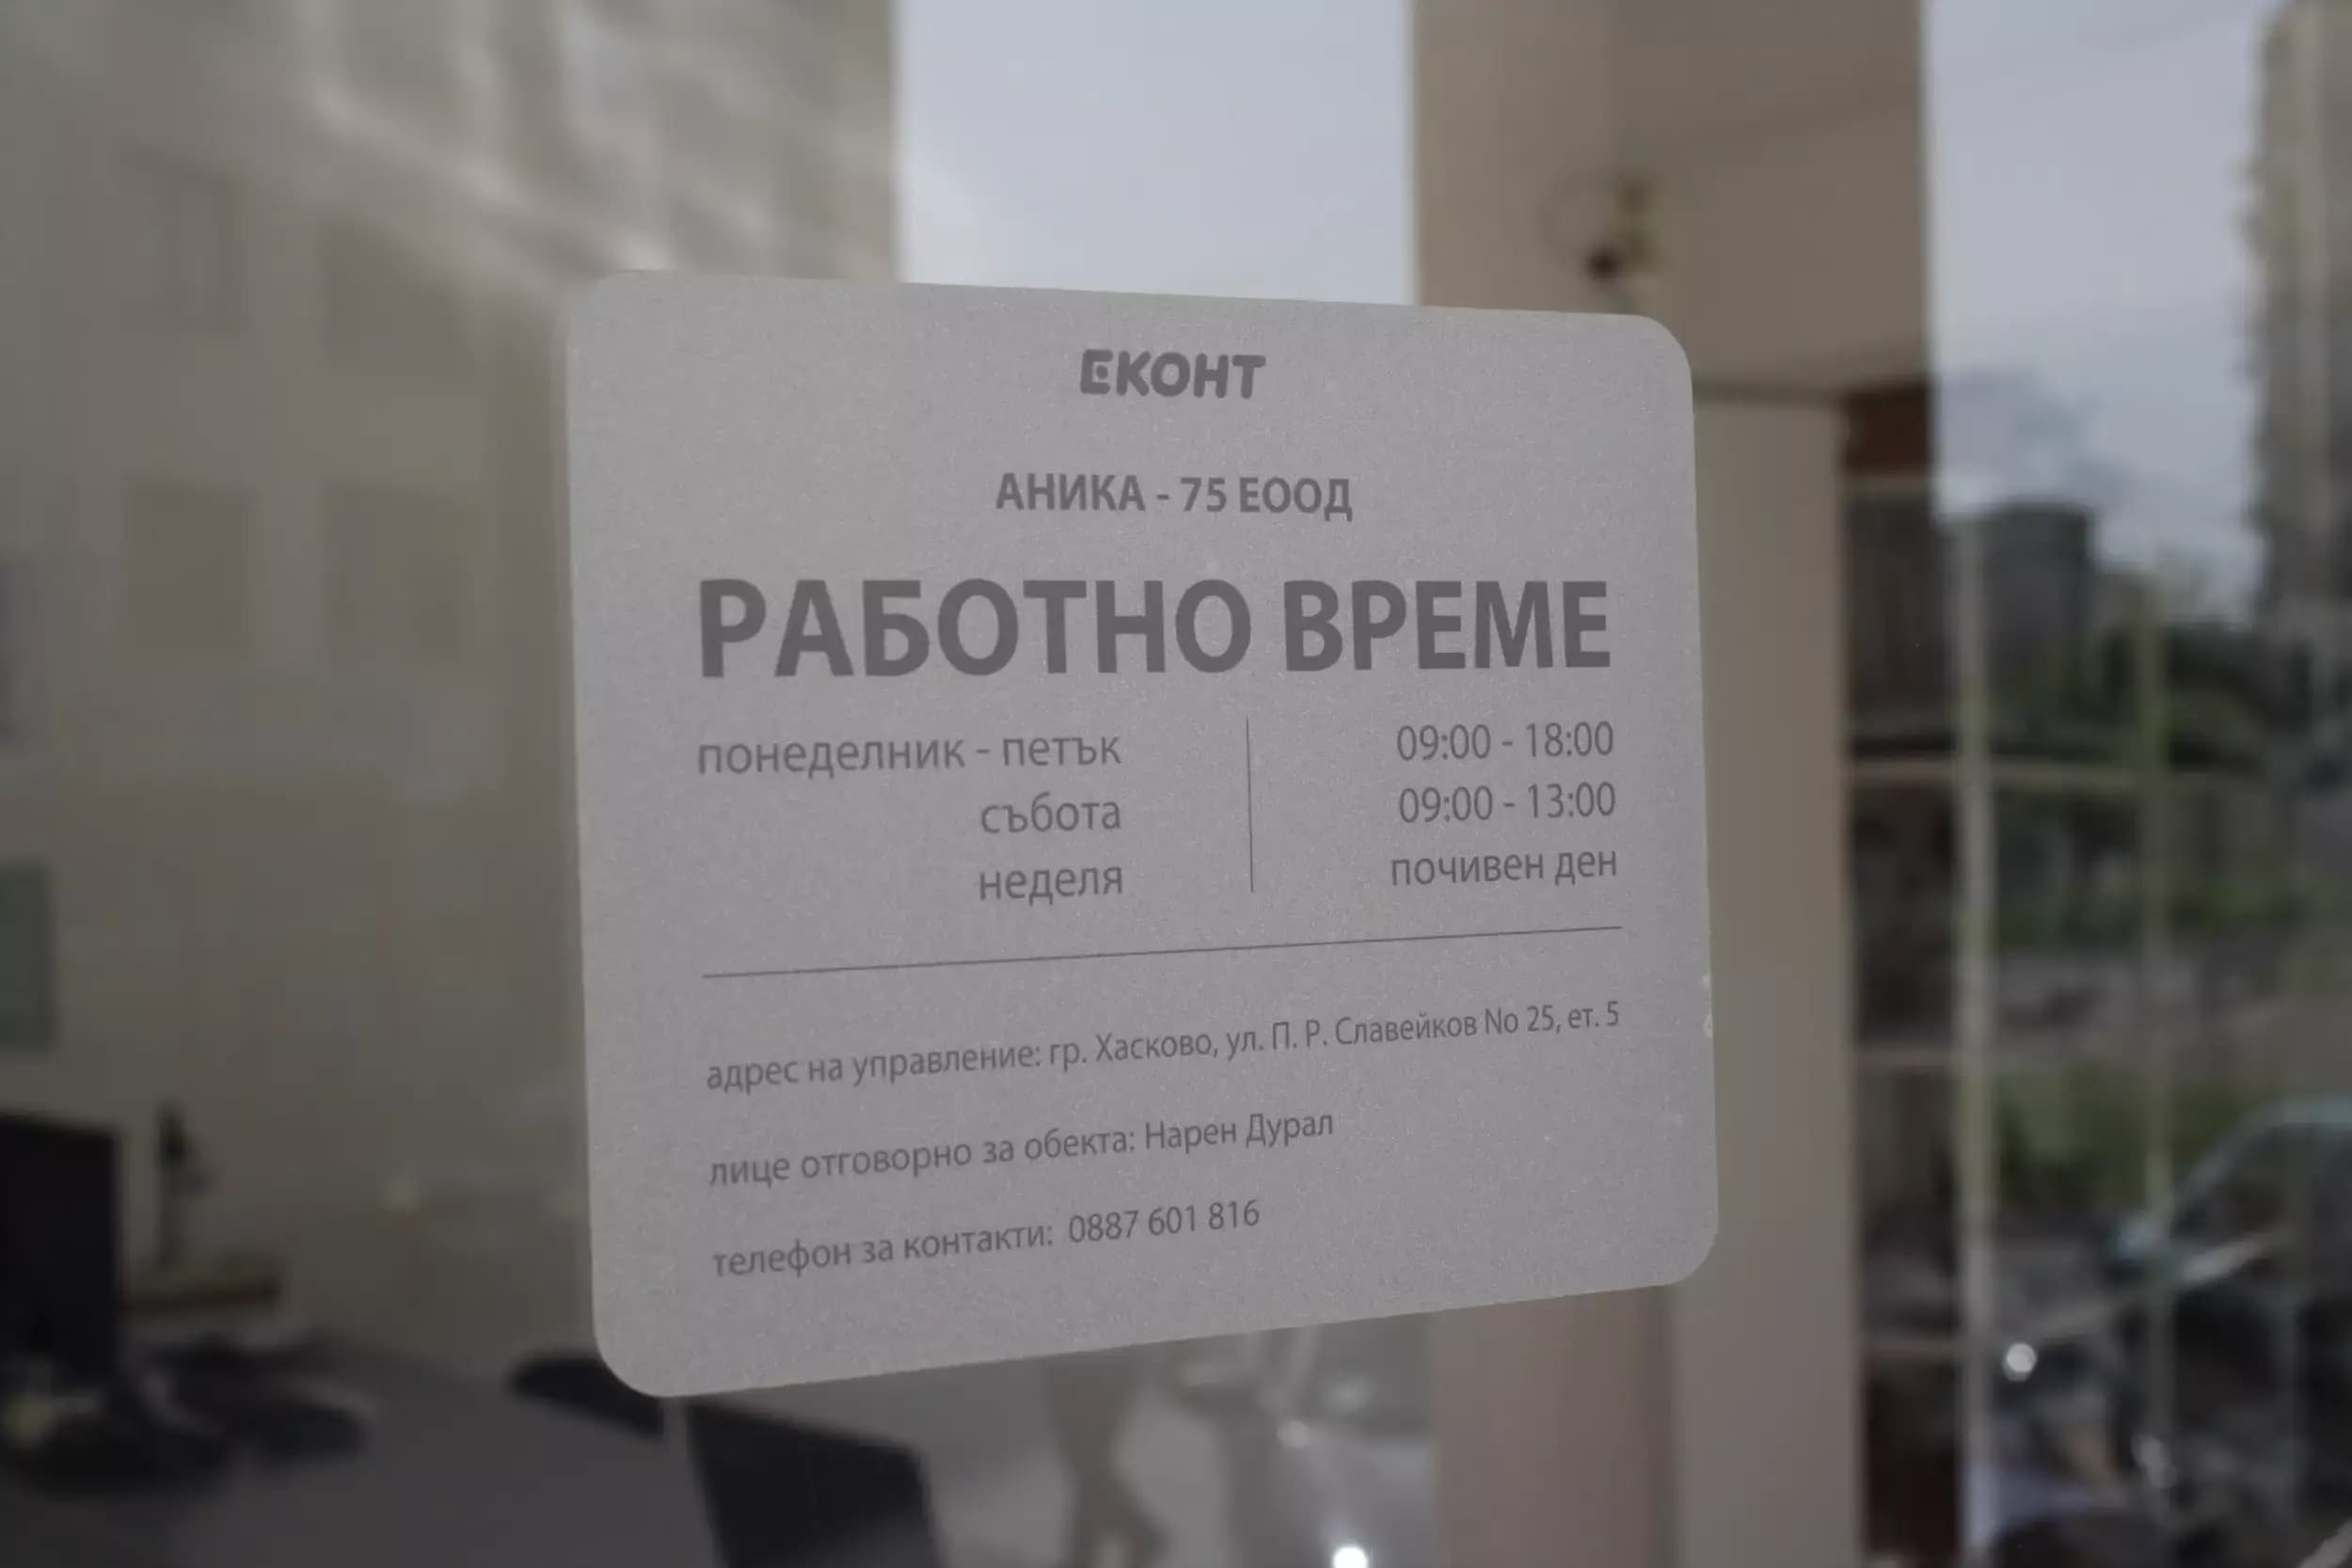 ЕКОНТ
АНИКА - 75 ЕООД
РАБОТНО ВРЕМЕ
понеделник - петък 09:00 - 18:00
събота 09:00 - 13:00
неделя почивен ден
адрес на управление: гр. Хасково, ул. П. Р. Славейков No 25, ет. 5
лице отговорно за обекта: Нарен Дурал
телефон за контакти: 0887 601 816